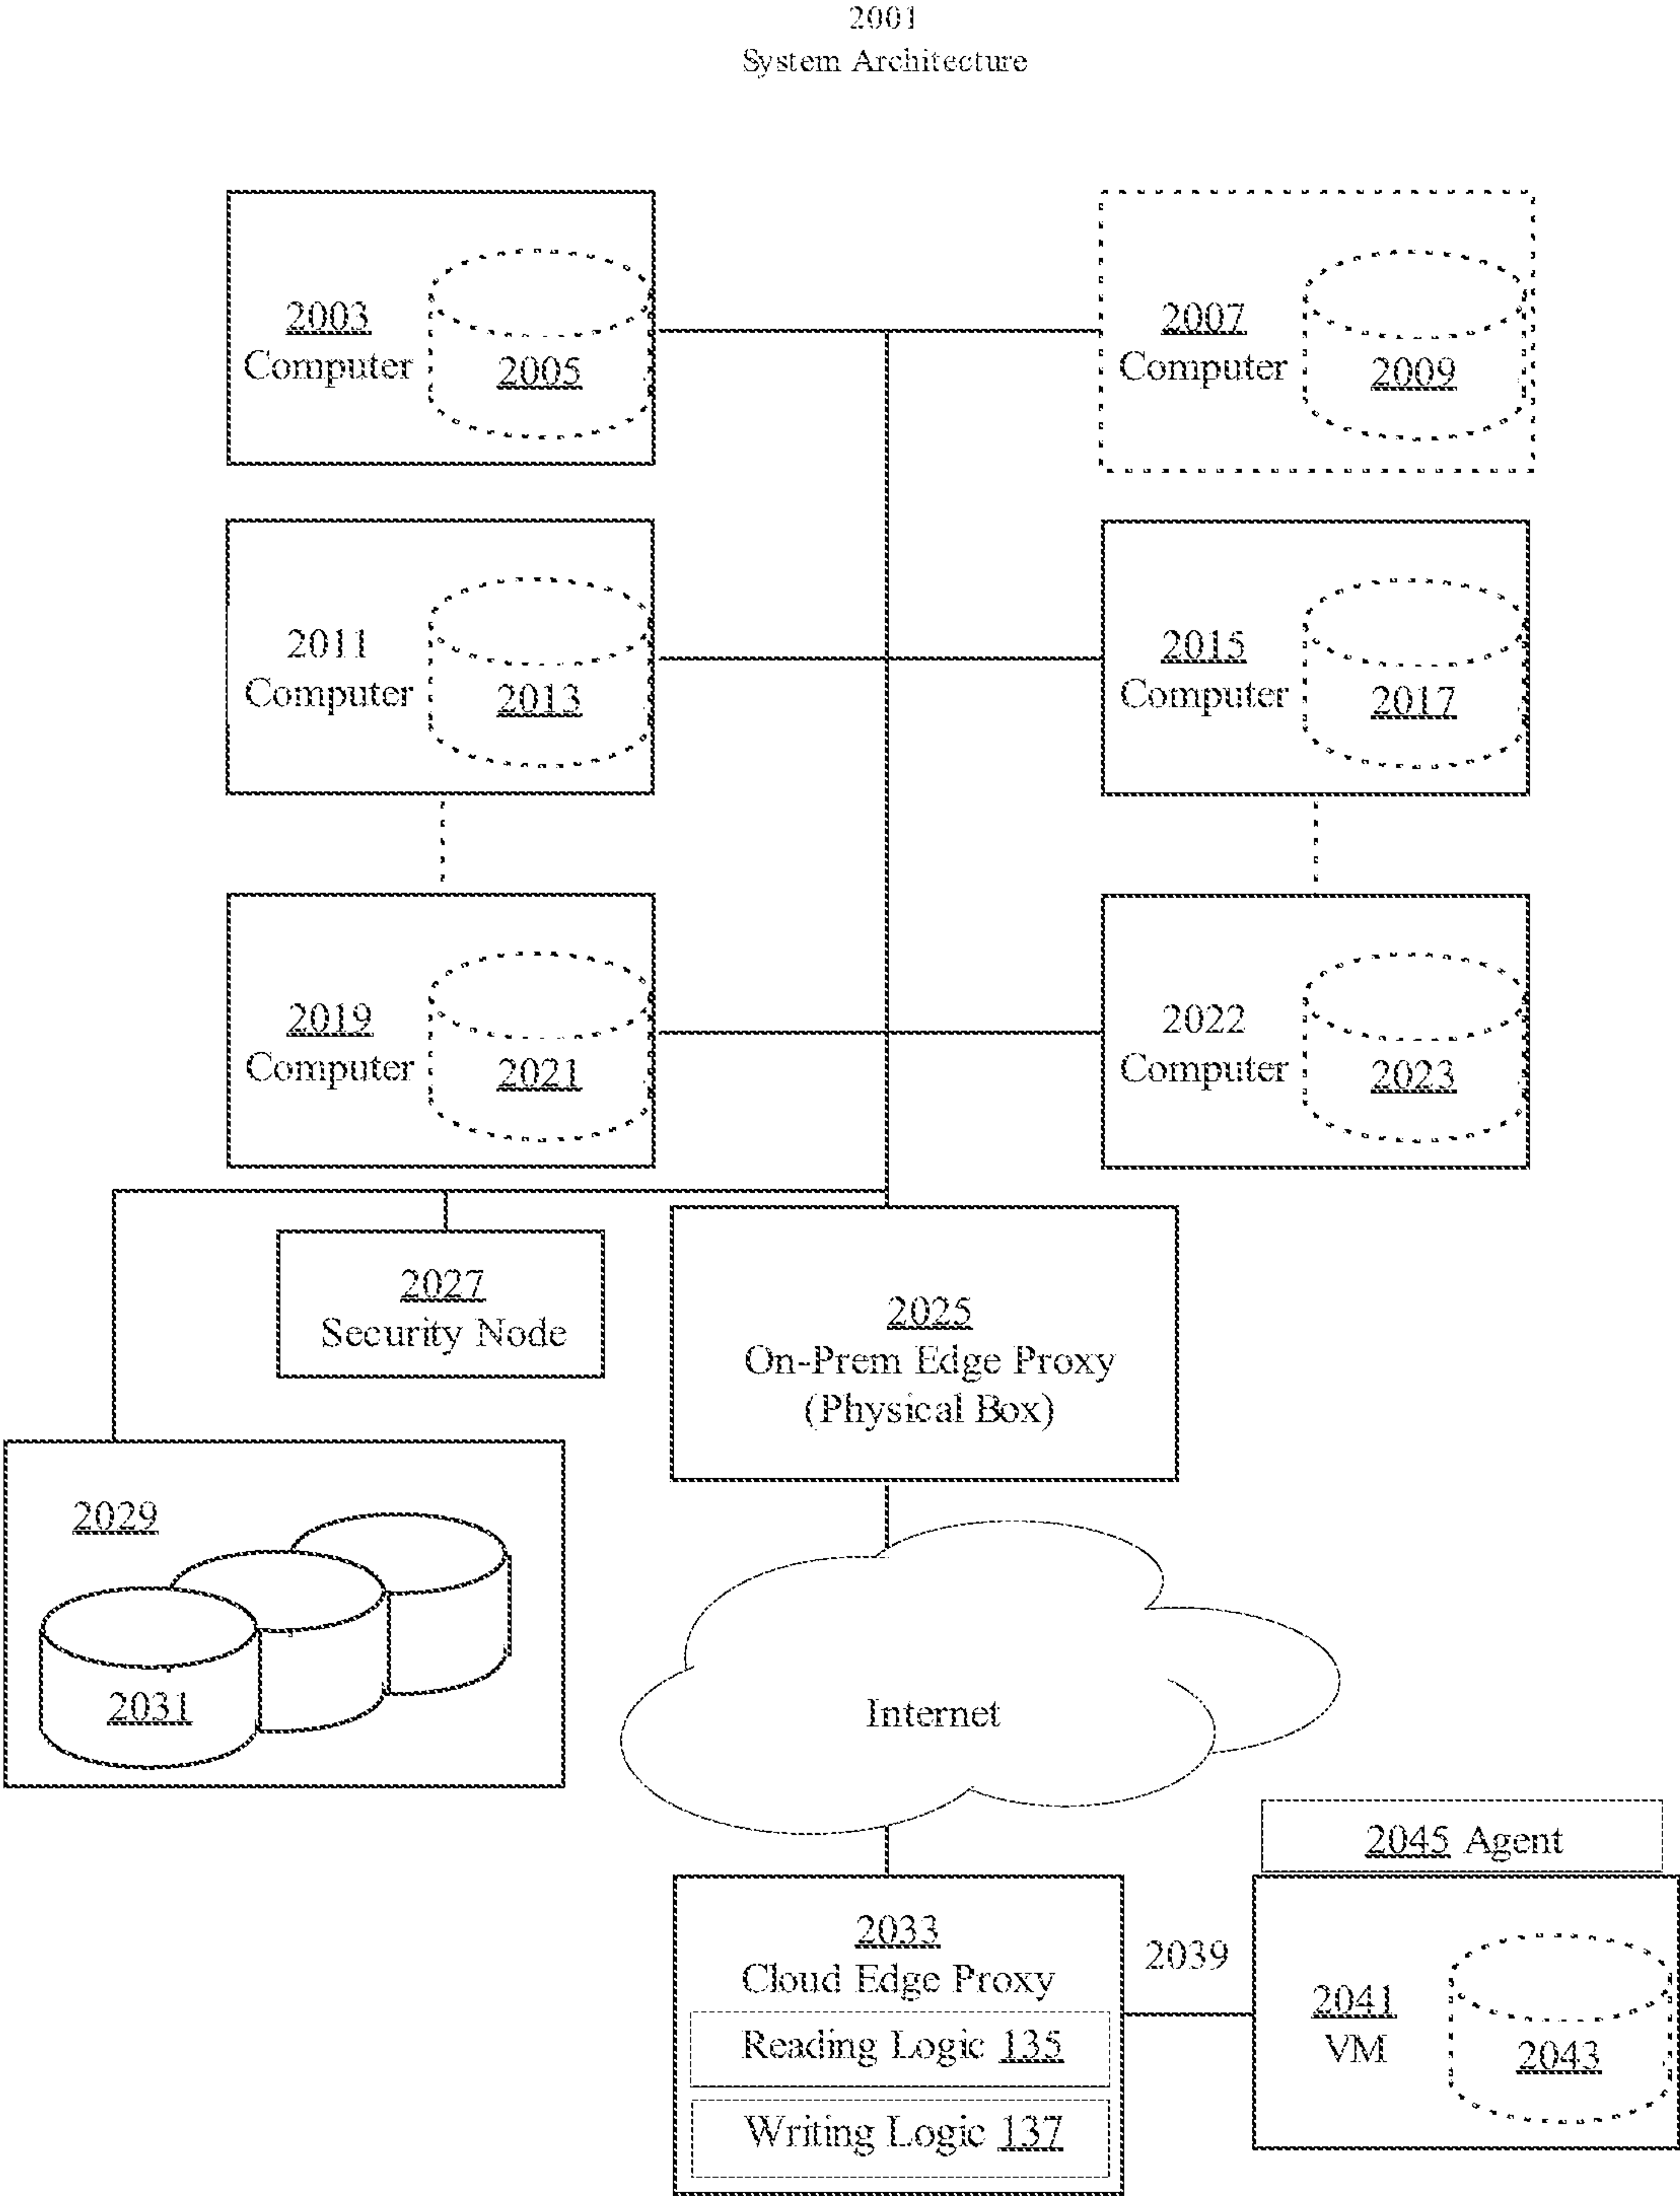 2001
System Architecture
2003
Computer
2005
2007
Computer
2009
2011
Computer
2013
2015
Computer
2017
2019
Computer
2021
2022
Computer
2023
2027
Security Node
2025
On-Prem Edge Proxy
(Physical Box)
2029
2031
Internet
2045 Agent
2033
Cloud Edge Proxy
Reading Logic 135
Writing Logic 137
2039
2041
VM
2043